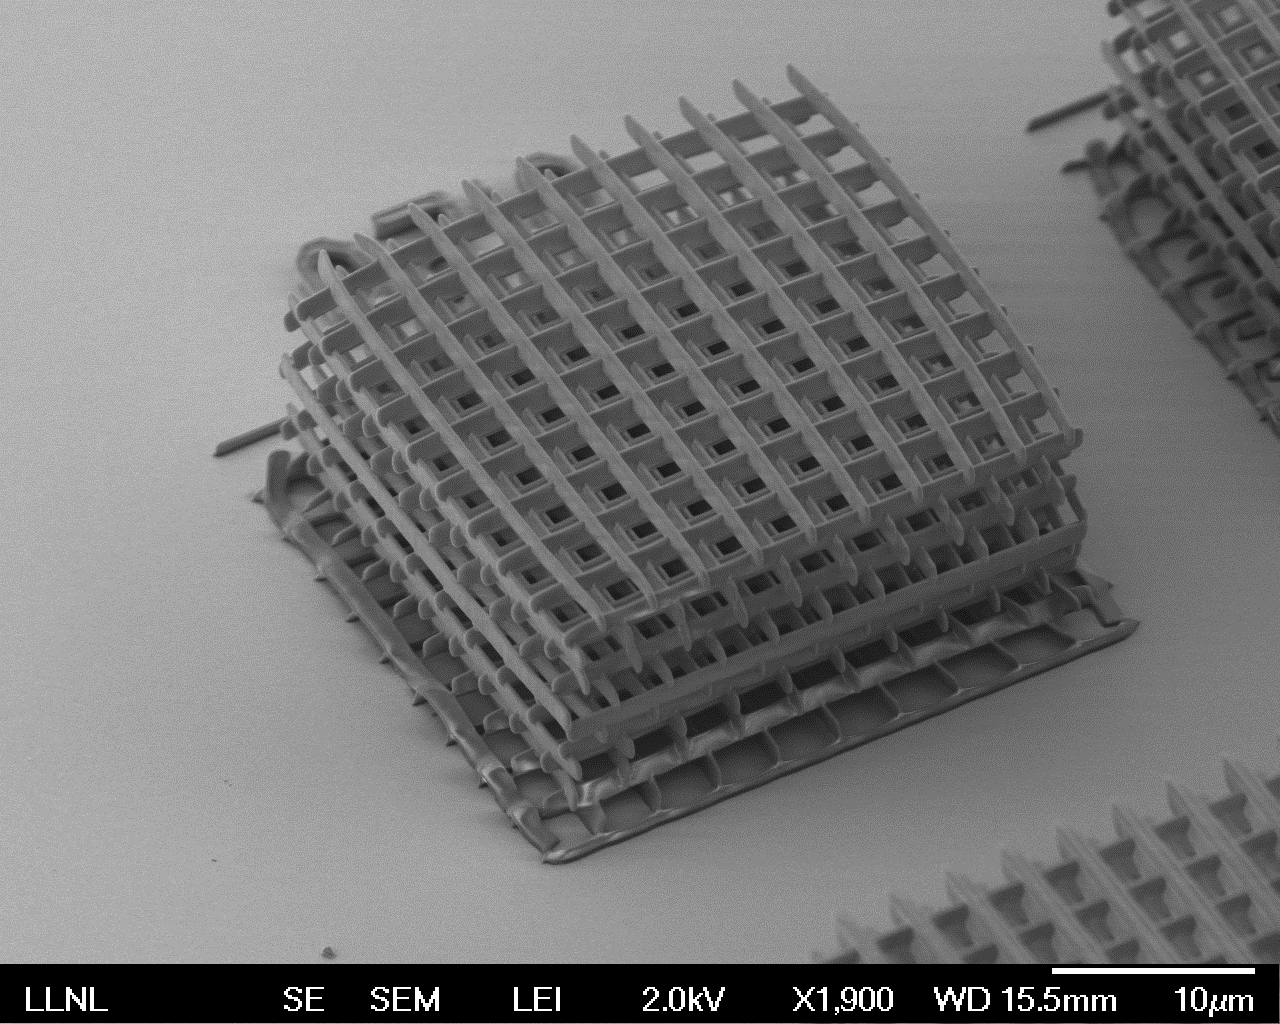 LLNL SE SEM LEI 2.0kV X1,900 WD 15.5mm 10μm